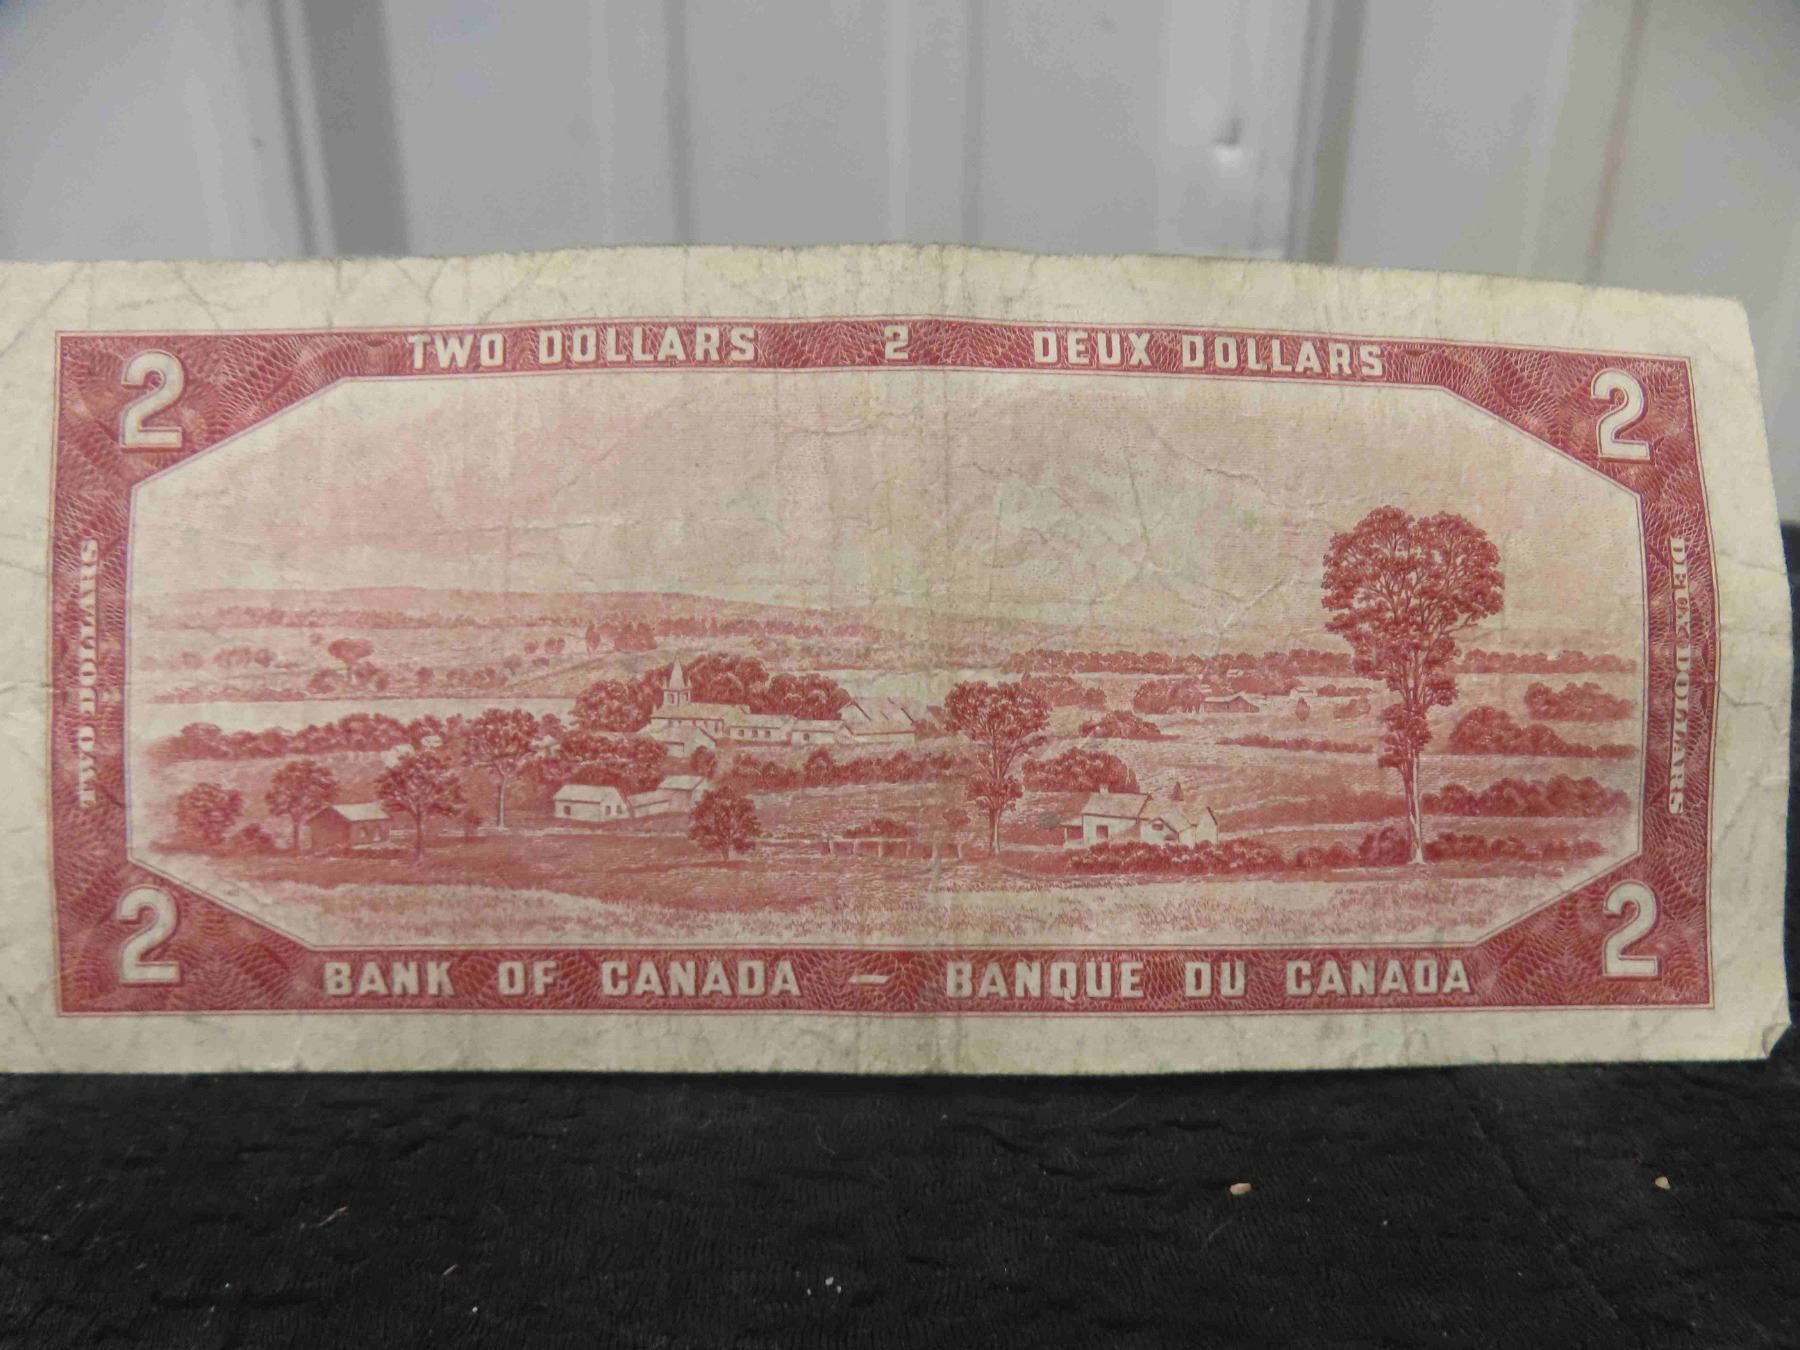 TWO DOLLARS 2 DEUX DOLLARS
2
2
TWO DOLLARS
DEUX DOLLARS
2
2
BANK OF CANADA – BANQUE DU CANADA